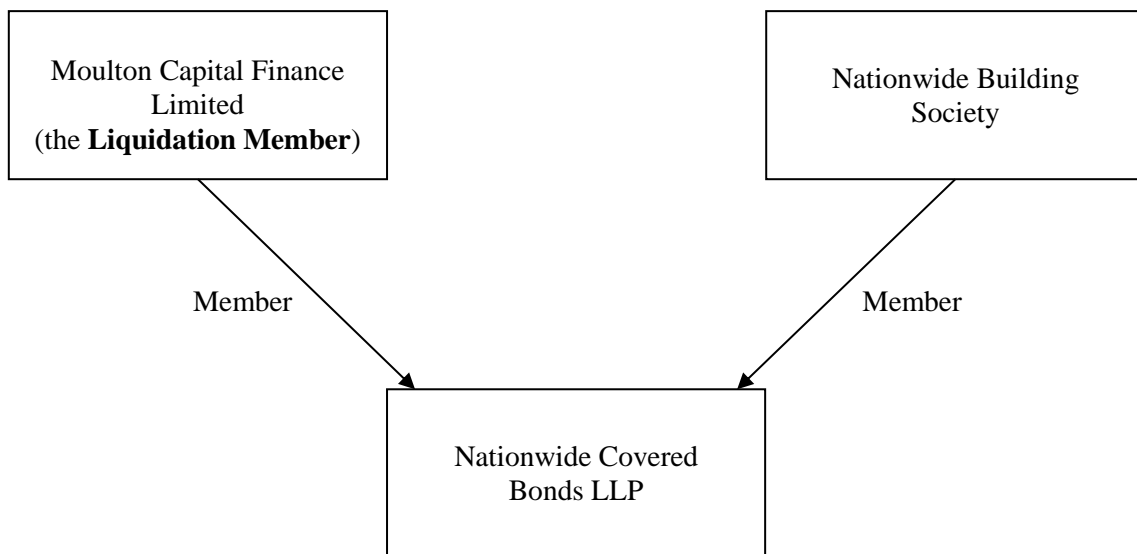 Moulton Capital Finance
Limited
(the Liquidation Member)
Nationwide Building
Society
Member
Member
Nationwide Covered
Bonds LLP